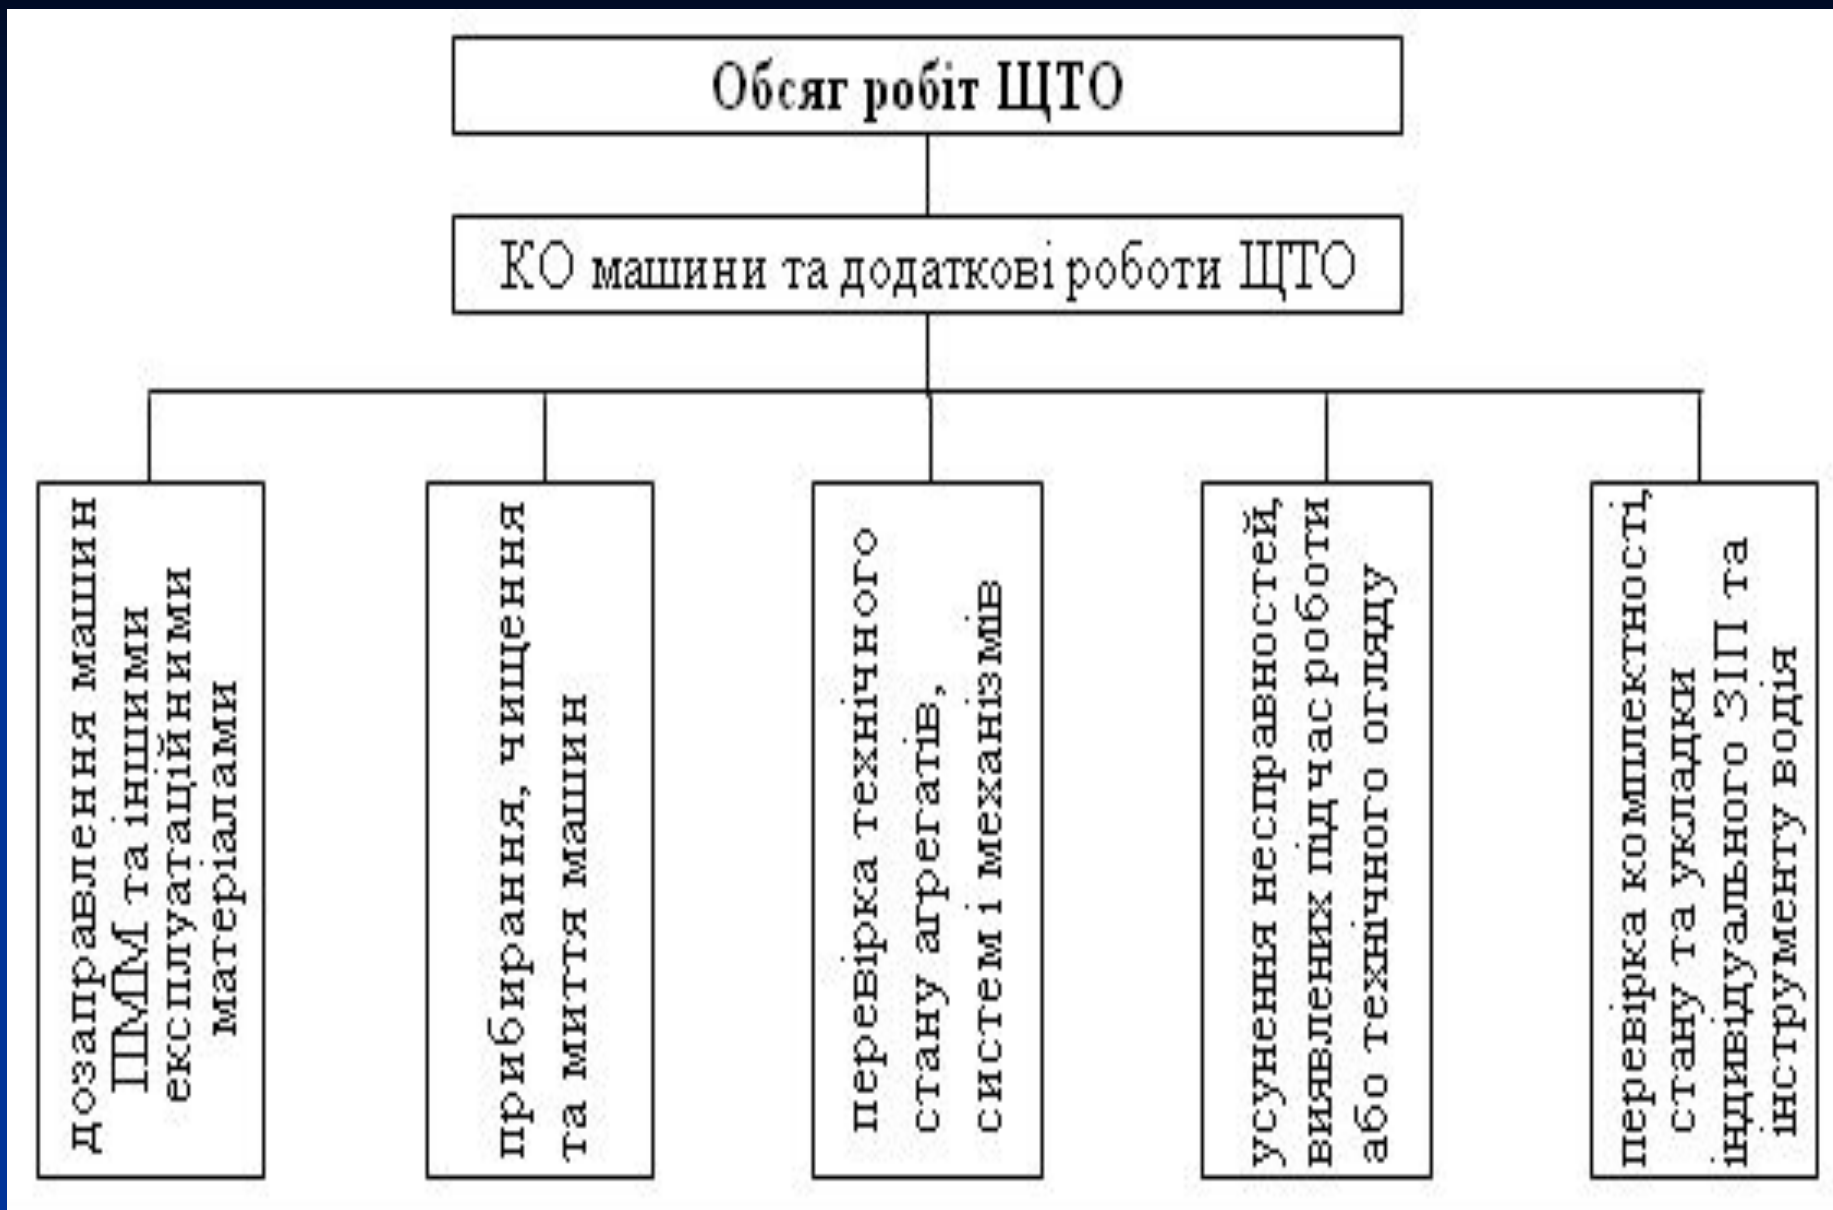 Обсяг робіт ЩТО
КО машини та додаткові роботи ЩТО
дозаправлення машин
ПММ та іншими
експлуатаційними
матеріалами
прибирання, чищення
та миття машин
перевірка технічного
стану агрегатів,
систем і механізмів
усунення несправностей,
виявлених під час роботи
або технічного огляду
перевірка комплектності,
стану та укладки
індивідуального ЗІП та
інструменту водія